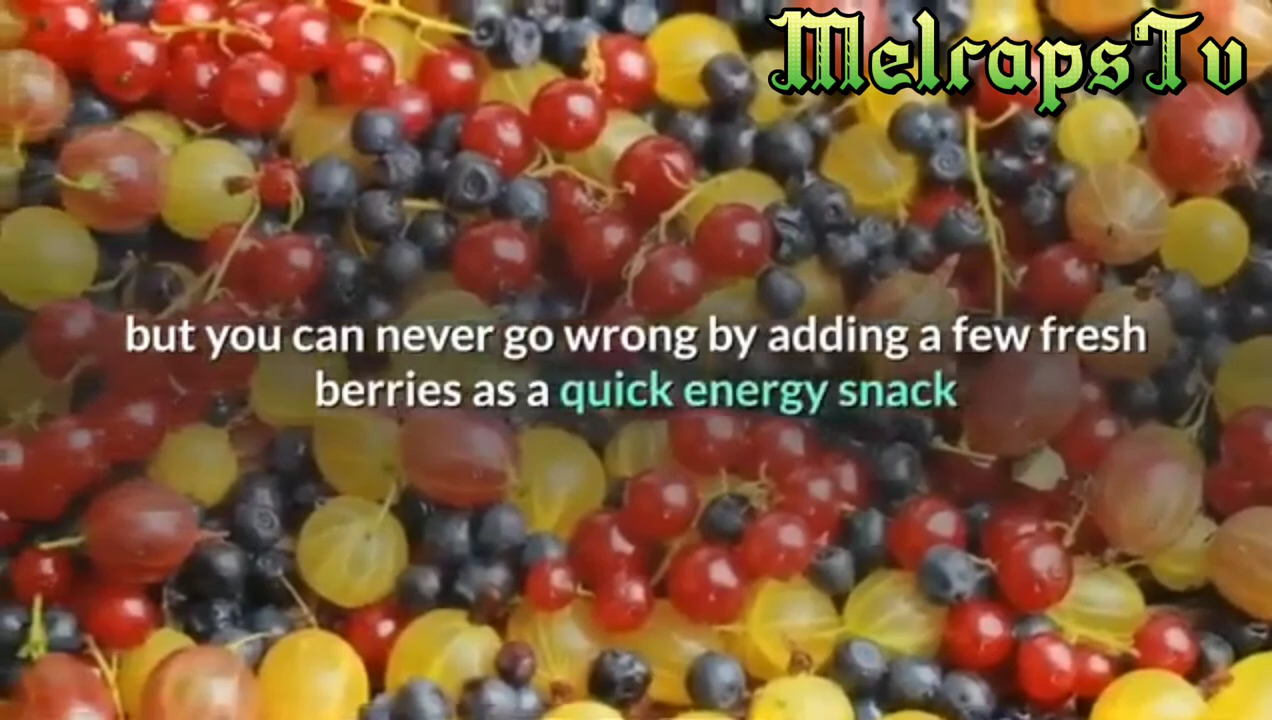 MelrapsTv
but you can never go wrong by adding a few fresh
berries as a quick energy snack